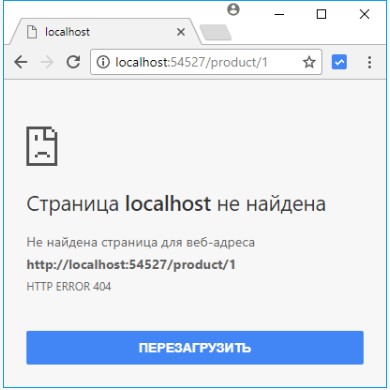 localhost
localhost:54527/product/1
Страница localhost не найдена
Не найдена страница для веб-адреса
http://localhost:54527/product/1
HTTP ERROR 404
ПЕРЕЗАГРУЗИТЬ